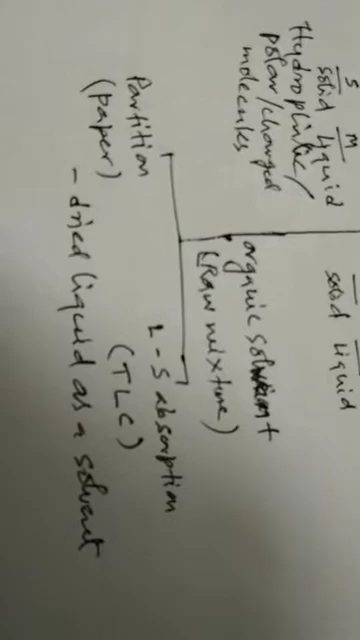 S M
solid liquid
Hydrophilic/
polar/charged
molecules
solid liquid
organic solvent
(Raw mixture)
Partition
(paper)
L-S absorption
(TLC)
- dried liquid as a solvent